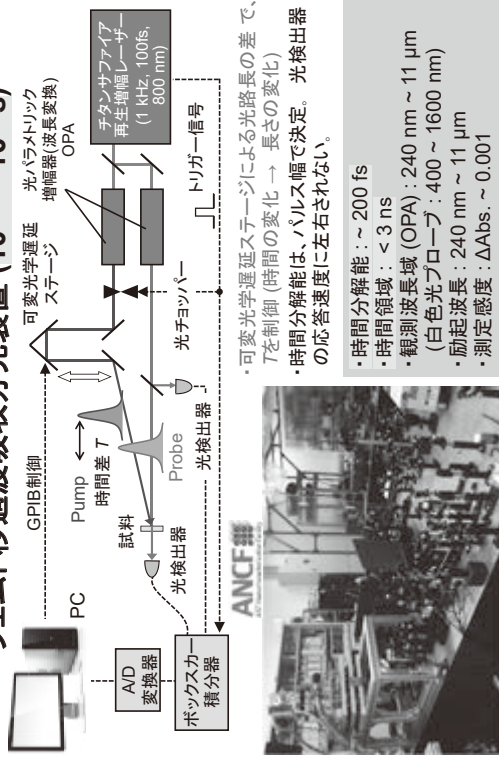 チタンサファイア
再生増幅レーザー
(1 kHz, 100fs,
800 nm)
光パラメトリック
増幅器(波長変換)
OPA
可変光学遅延
ステージ
トリガー信号
光チョッパー
GPIB制御
Pump
時間差 T
Probe
試料
光検出器
光検出器
PC
A/D
変換器
ボックスカー
積分器
・可変光学遅延ステージによる光路長の差 で、
Tを制御 (時間の変化 → 長さの変化)
・時間分解能は、パルス幅で決定。 光検出器
の応答速度に左右されない。
ANCF
・時間分解能 : ~ 200 fs
・時間領域 : < 3 ns
・観測波長域 (OPA) : 240 nm ~ 11 μm
(白色光プローブ : 400 ~ 1600 nm)
・励起波長 : 240 nm ~ 11 μm
・測定感度 : ΔAbs. ~ 0.001